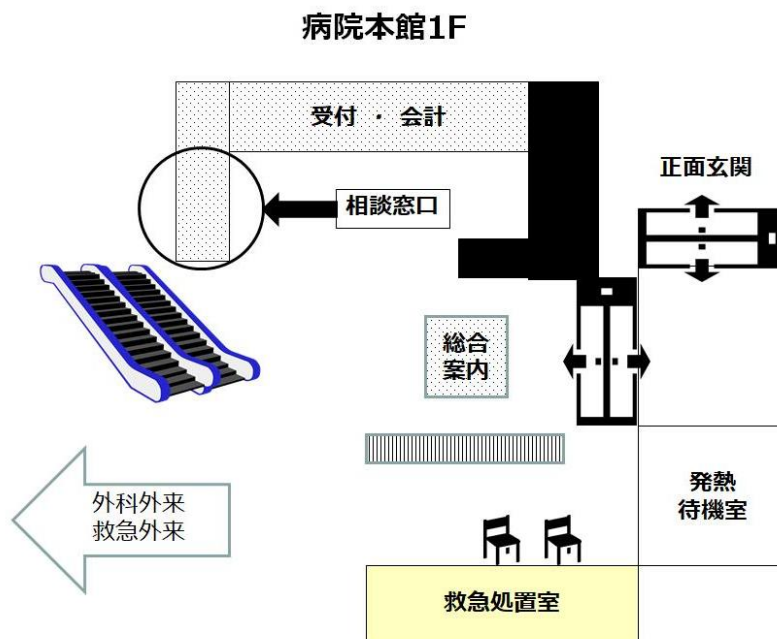 病院本館1F
受付 ・ 会計
正面玄関
相談窓口
総合
案内
外科外来
救急外来
発熱
待機室
救急処置室